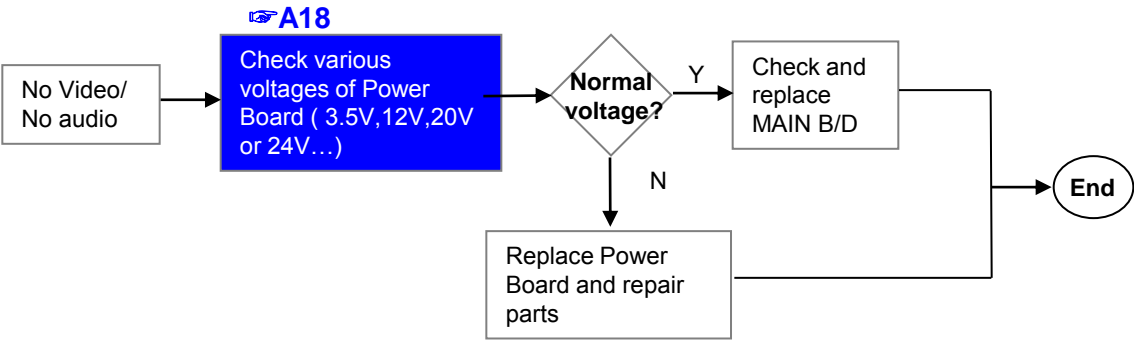 ☞A18
No Video/
No audio
Check various
voltages of Power
Board ( 3.5V,12V,20V
or 24V…)
Normal
voltage?
Y
Check and
replace
MAIN B/D
N
Replace Power
Board and repair
parts
End